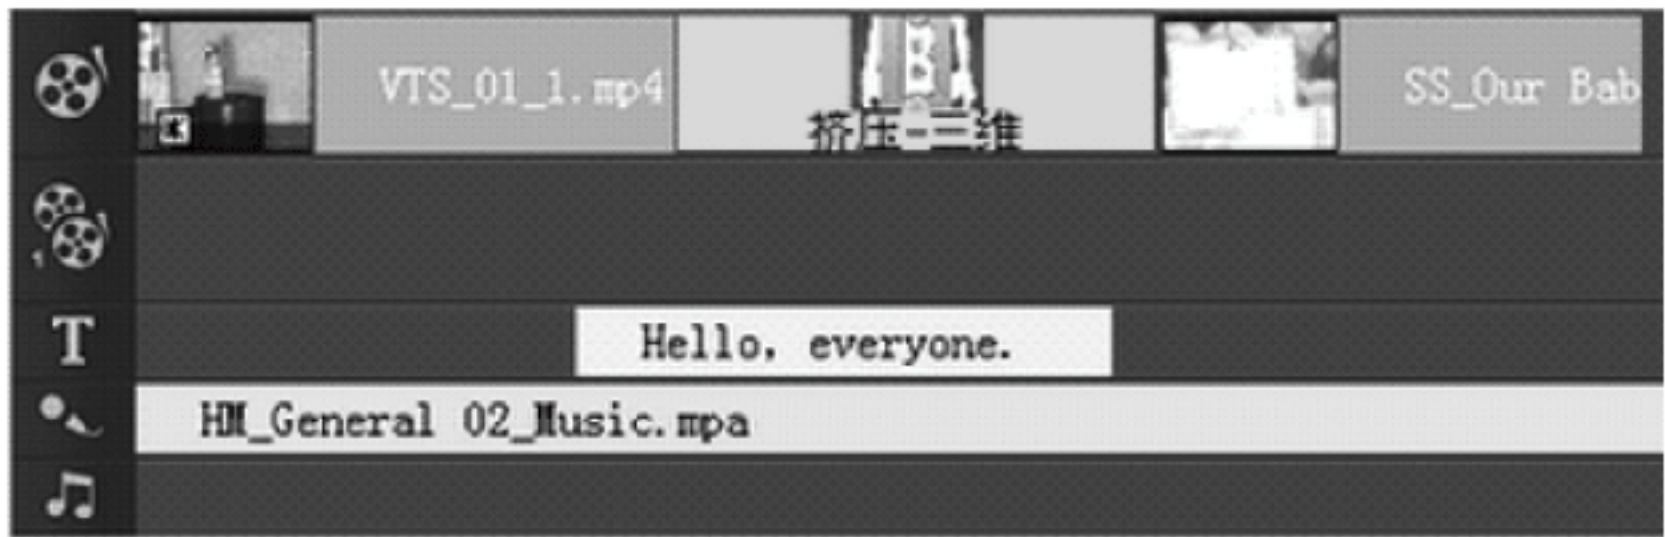 VTS_01_1.mp4
挤压-三维
SS_Our Bab
T
Hello, everyone.
HM_General 02_Music.mpa